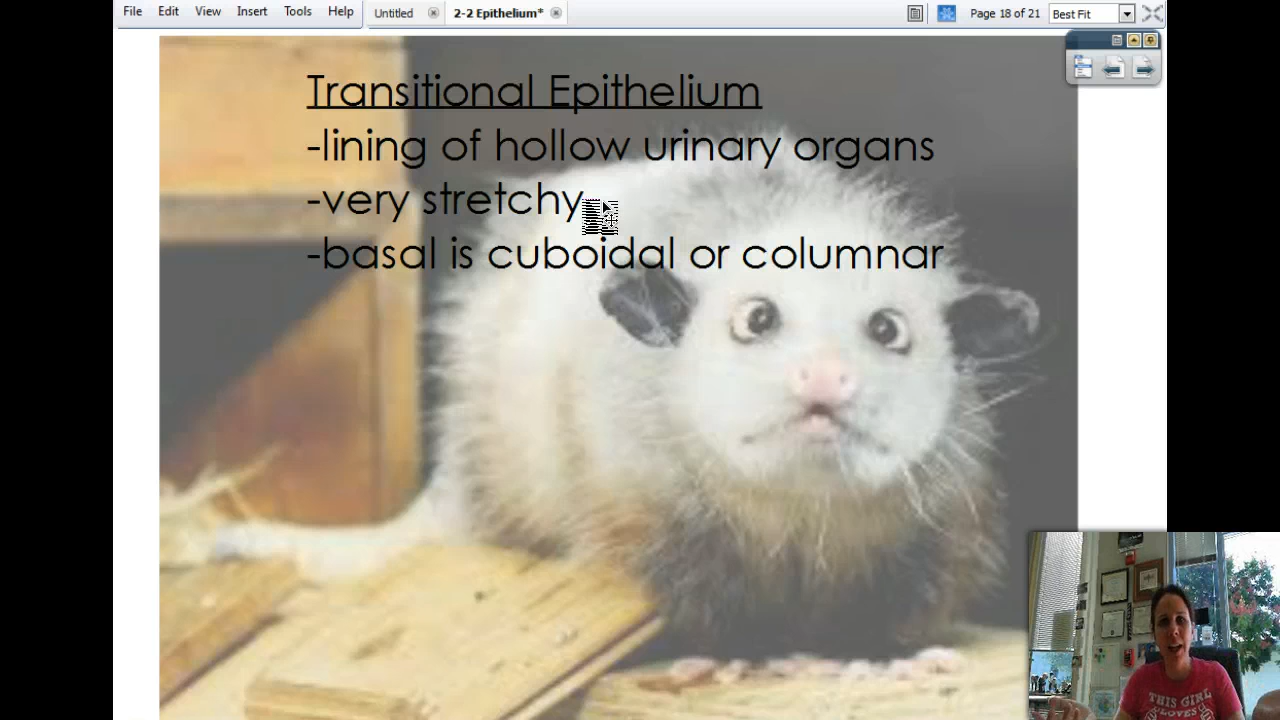 File Edit View Insert Tools Help Untitled 2-2 Epithelium* Page 18 of 21 Best Fit
Transitional Epithelium
-lining of hollow urinary organs
-very stretchy
-basal is cuboidal or columnar
THIS GIRL
LOVES